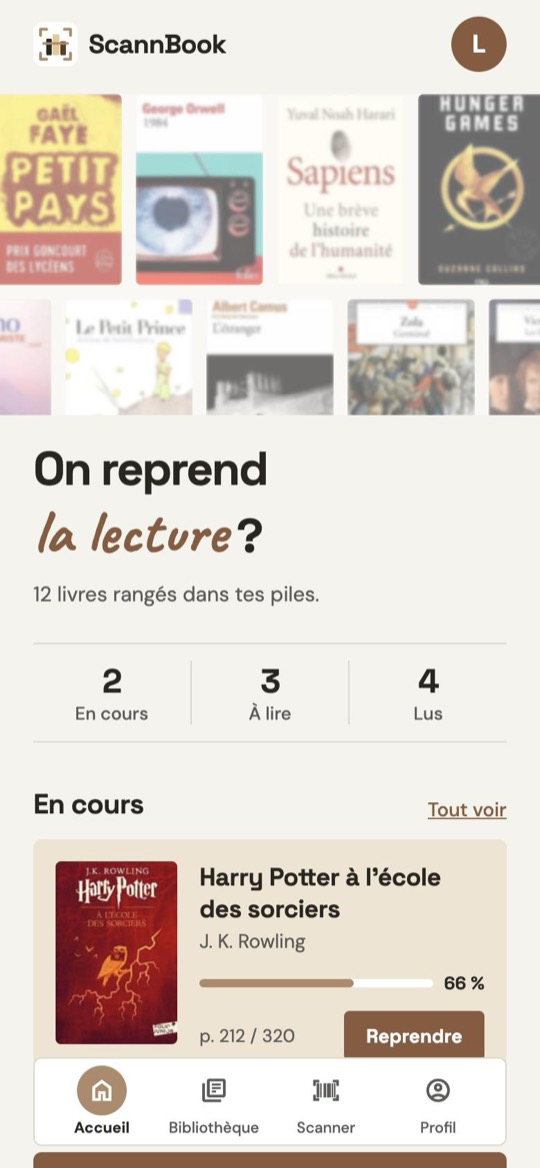 ScannBook
L
GAËL
FAYE
PETIT
PAYS
PRIX GONCOURT
DES LYCÉENS
George Orwell
1984
Yuval Noah Harari
Sapiens
Une brève
histoire
de l'humanité
HUNGER
GAMES
SUZANNE COLLINS
Le Petit Prince
Albert Camus
L'étranger
Zola
Germinal
On reprend
la lecture ?
12 livres rangés dans tes piles.
2
En cours
3
À lire
4
Lus
En cours
Tout voir
J.K. ROWLING
Harry Potter
À L'ÉCOLE
DES SORCIERS
Harry Potter à l'école
des sorciers
J. K. Rowling
66 %
p. 212 / 320
Reprendre
Accueil
Bibliothèque
Scanner
Profil